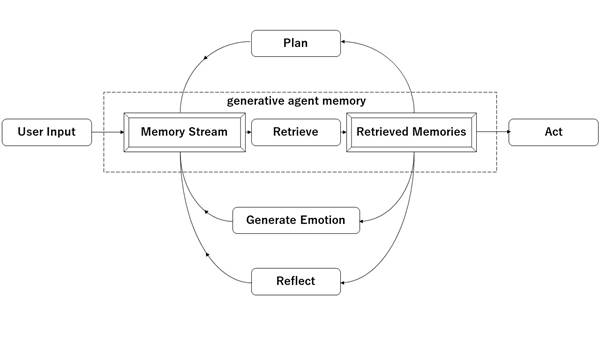 Plan
generative agent memory
User Input
Memory Stream
Retrieve
Retrieved Memories
Act
Generate Emotion
Reflect